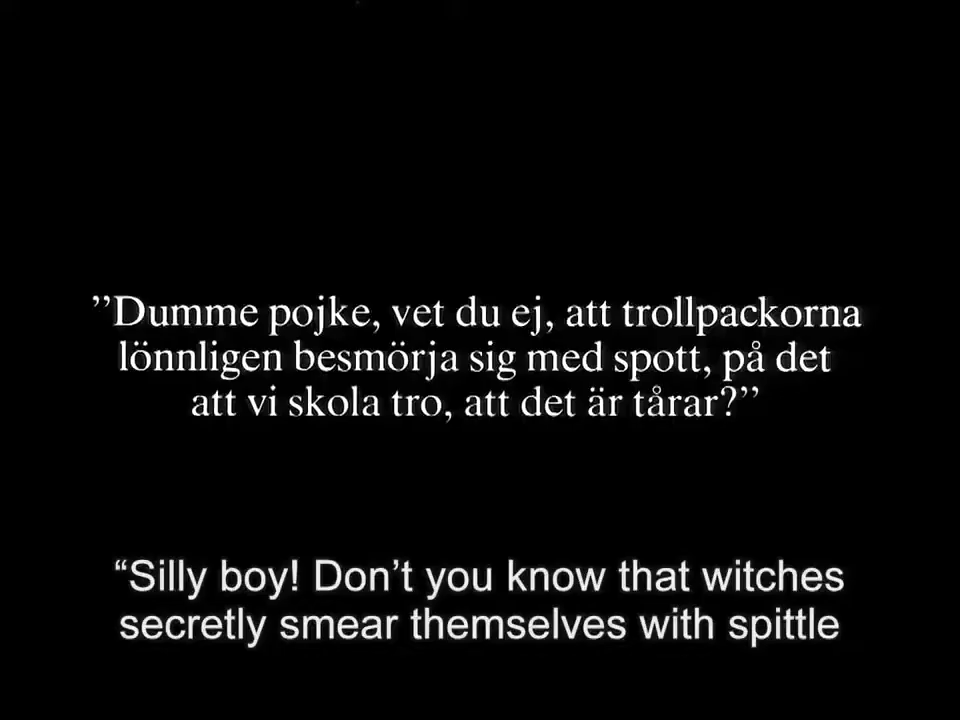 ”Dumme pojke, vet du ej, att trollpackorna
lönnligen besmörja sig med spott, på det
att vi skola tro, att det är tårar?”
“Silly boy! Don’t you know that witches
secretly smear themselves with spittle